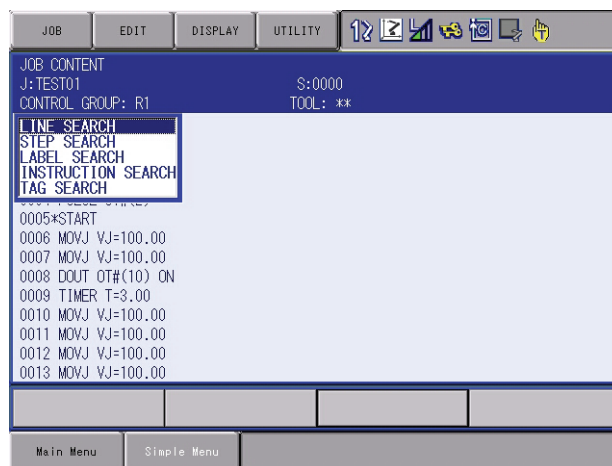 JOB EDIT DISPLAY UTILITY
JOB CONTENT
J:TEST01 S:0000
CONTROL GROUP: R1 TOOL: **
LINE SEARCH
STEP SEARCH
LABEL SEARCH
INSTRUCTION SEARCH
TAG SEARCH
0005*START
0006 MOVJ VJ=100.00
0007 MOVJ VJ=100.00
0008 DOUT OT#(10) ON
0009 TIMER T=3.00
0010 MOVJ VJ=100.00
0011 MOVJ VJ=100.00
0012 MOVJ VJ=100.00
0013 MOVJ VJ=100.00
Main Menu Simple Menu